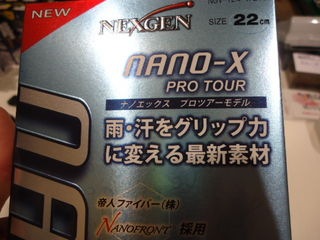 NEW
NEXGEN
SIZE 22cm
NANO-X
PRO TOUR
ナノエックス プロツアーモデル
雨・汗をグリップ力
に変える最新素材
帝人ファイバー(株)
NANOFRONT 採用